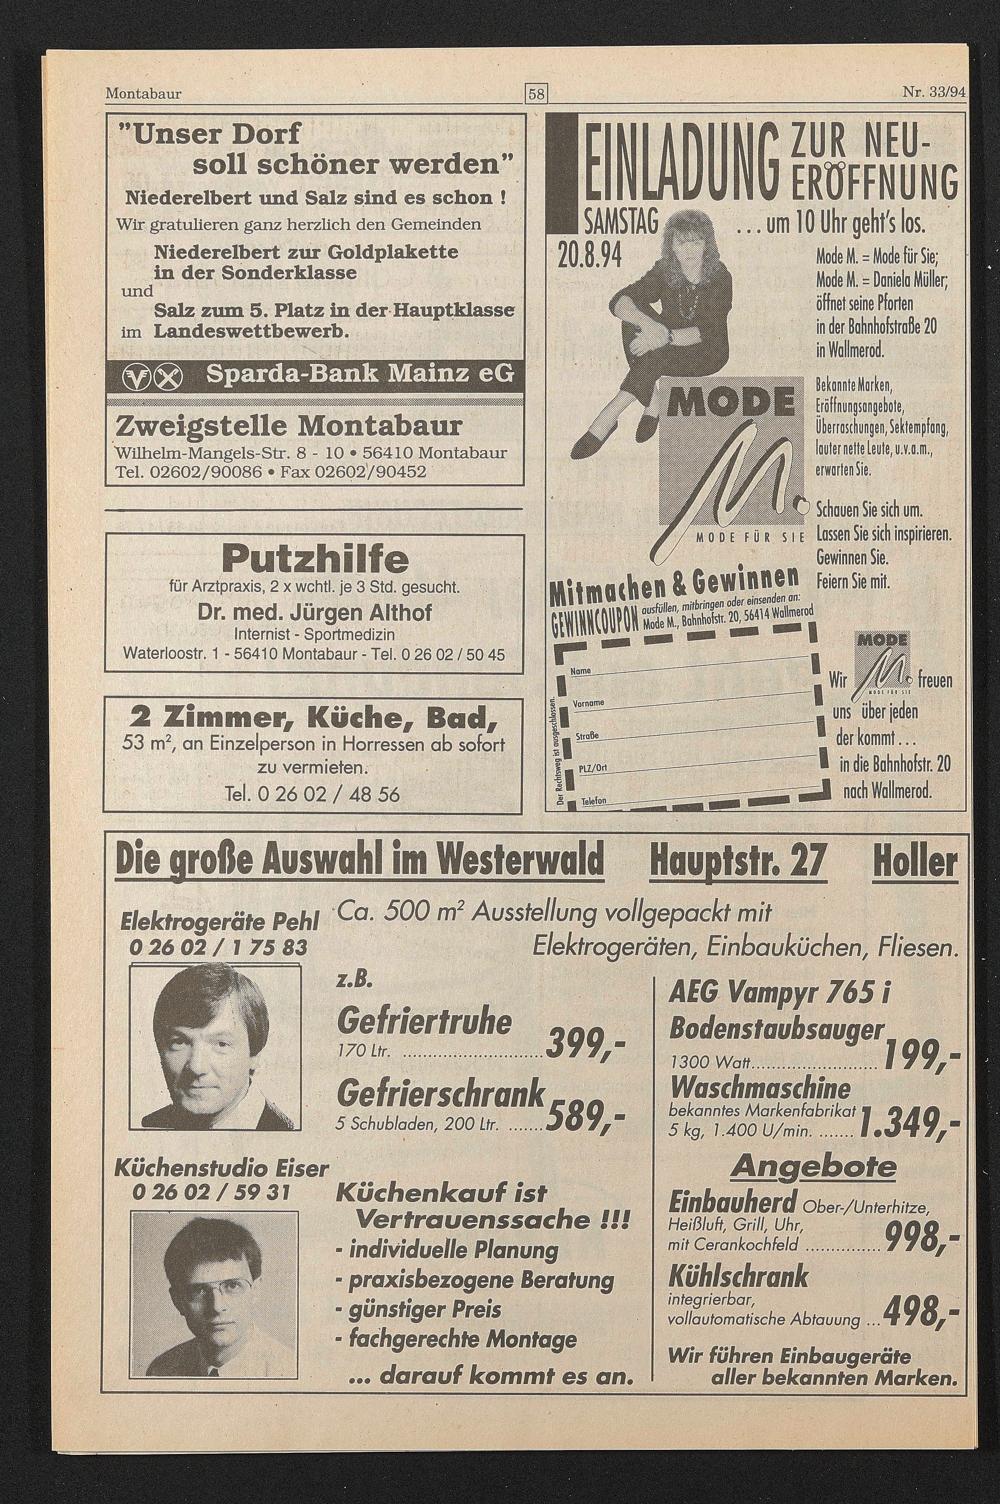 Montabaur
58
Nr. 33/94
"Unser Dorf
soll schöner werden"
Niederelbert und Salz sind es schon !
Wir gratulieren ganz herzlich den Gemeinden
Niederelbert zur Goldplakette
in der Sonderklasse
und
Salz zum 5. Platz in der Hauptklasse
im Landeswettbewerb.
Sparda-Bank Mainz eG
Zweigstelle Montabaur
Wilhelm-Mangels-Str. 8 - 10 • 56410 Montabaur
Tel. 02602/90086 • Fax 02602/90452
Putzhilfe
für Arztpraxis, 2 x wchtl. je 3 Std. gesucht.
Dr. med. Jürgen Althof
Internist - Sportmedizin
Waterloostr. 1 - 56410 Montabaur - Tel. 0 26 02 / 50 45
2 Zimmer, Küche, Bad,
53 m², an Einzelperson in Horressen ab sofort
zu vermieten.
Tel. 0 26 02 / 48 56
EINLADUNG ZUR NEU-
ERÖFFNUNG
SAMSTAG
20.8.94
... um 10 Uhr geht's los.
Mode M. = Mode für Sie;
Mode M. = Daniela Müller;
öffnet seine Pforten
in der Bahnhofstraße 20
in Wallmerod.
Bekannte Marken,
Eröffnungsangebote,
Überraschungen, Sektempfang,
lauter nette Leute, u.v.a.m.,
erwarten Sie.
MODE
M.
MODE FÜR SIE
Schauen Sie sich um.
Lassen Sie sich inspirieren.
Gewinnen Sie.
Feiern Sie mit.
Mitmachen & Gewinnen
GEWINNCOUPON ausfüllen, mitbringen oder einsenden an:
Mode M., Bahnhofstr. 20, 56414 Wallmerod
Name
Vorname
Straße
PLZ/Ort
Telefon
Der Rechtsweg ist ausgeschlossen.
MODE
M.
MODE FÜR SIE
Wir freuen
uns über jeden
der kommt ...
in die Bahnhofstr. 20
nach Wallmerod.
Die große Auswahl im Westerwald Hauptstr. 27 Holler
Elektrogeräte Pehl
0 26 02 / 1 75 83
Ca. 500 m² Ausstellung vollgepackt mit
Elektrogeräten, Einbauküchen, Fliesen.
z.B.
Gefriertruhe
170 Ltr. ............................ 399,-
Gefrierschrank
5 Schubladen, 200 Ltr. ....... 589,-
AEG Vampyr 765 i
Bodenstaubsauger
1300 Watt.......................... 199,-
Waschmaschine
bekanntes Markenfabrikat
5 kg, 1.400 U/min. ....... 1.349,-
Angebote
Einbauherd Ober-/Unterhitze,
Heißluft, Grill, Uhr,
mit Cerankochfeld ............... 998,-
Kühlschrank
integrierbar,
vollautomatische Abtauung ... 498,-
Wir führen Einbaugeräte
aller bekannten Marken.
Küchenstudio Eiser
0 26 02 / 59 31
Küchenkauf ist
Vertrauenssache !!!
- individuelle Planung
- praxisbezogene Beratung
- günstiger Preis
- fachgerechte Montage
... darauf kommt es an.